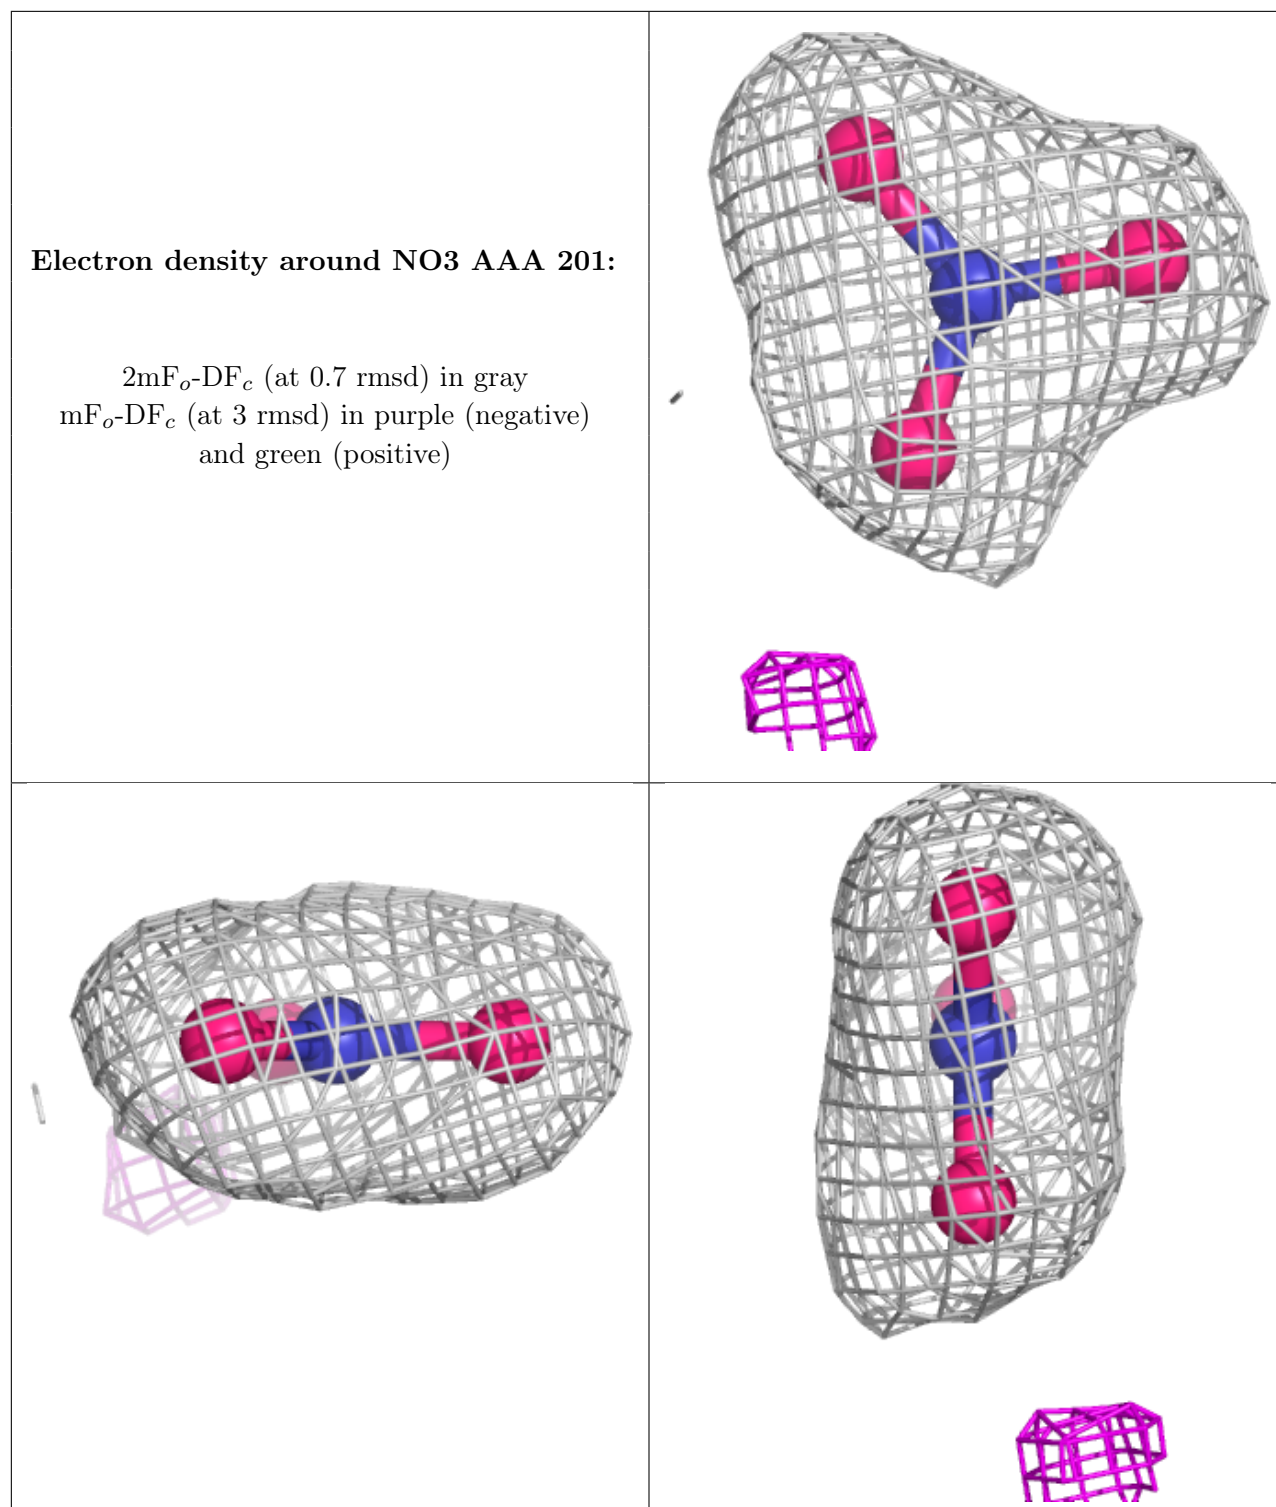 Electron density around NO3 AAA 201:
2mFo-DFc (at 0.7 rmsd) in gray
mFo-DFc (at 3 rmsd) in purple (negative)
and green (positive)